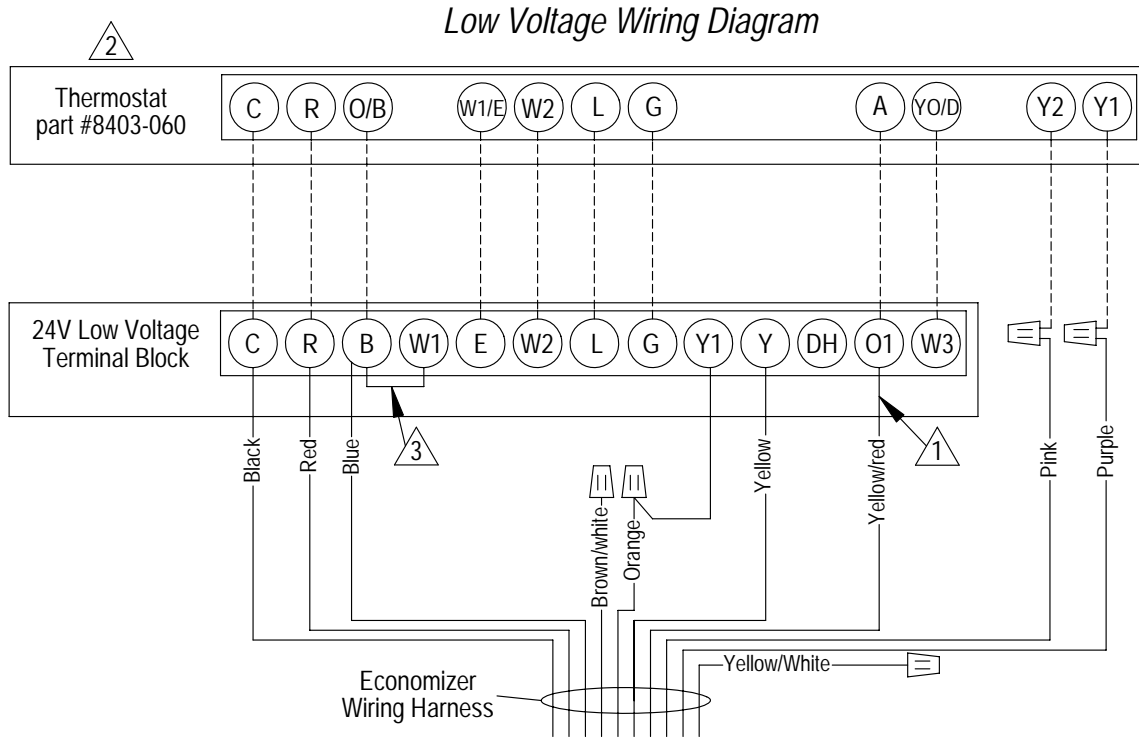 Low Voltage Wiring Diagram
2
Thermostat
part #8403-060
C R O/B W1/E W2 L G A YO/D Y2 Y1
24V Low Voltage
Terminal Block
C R B W1 E W2 L G Y1 Y DH O1 W3
3
1
Black
Red
Blue
Brown/white
Orange
Yellow
Yellow/red
Pink
Purple
Yellow/White
Economizer
Wiring Harness